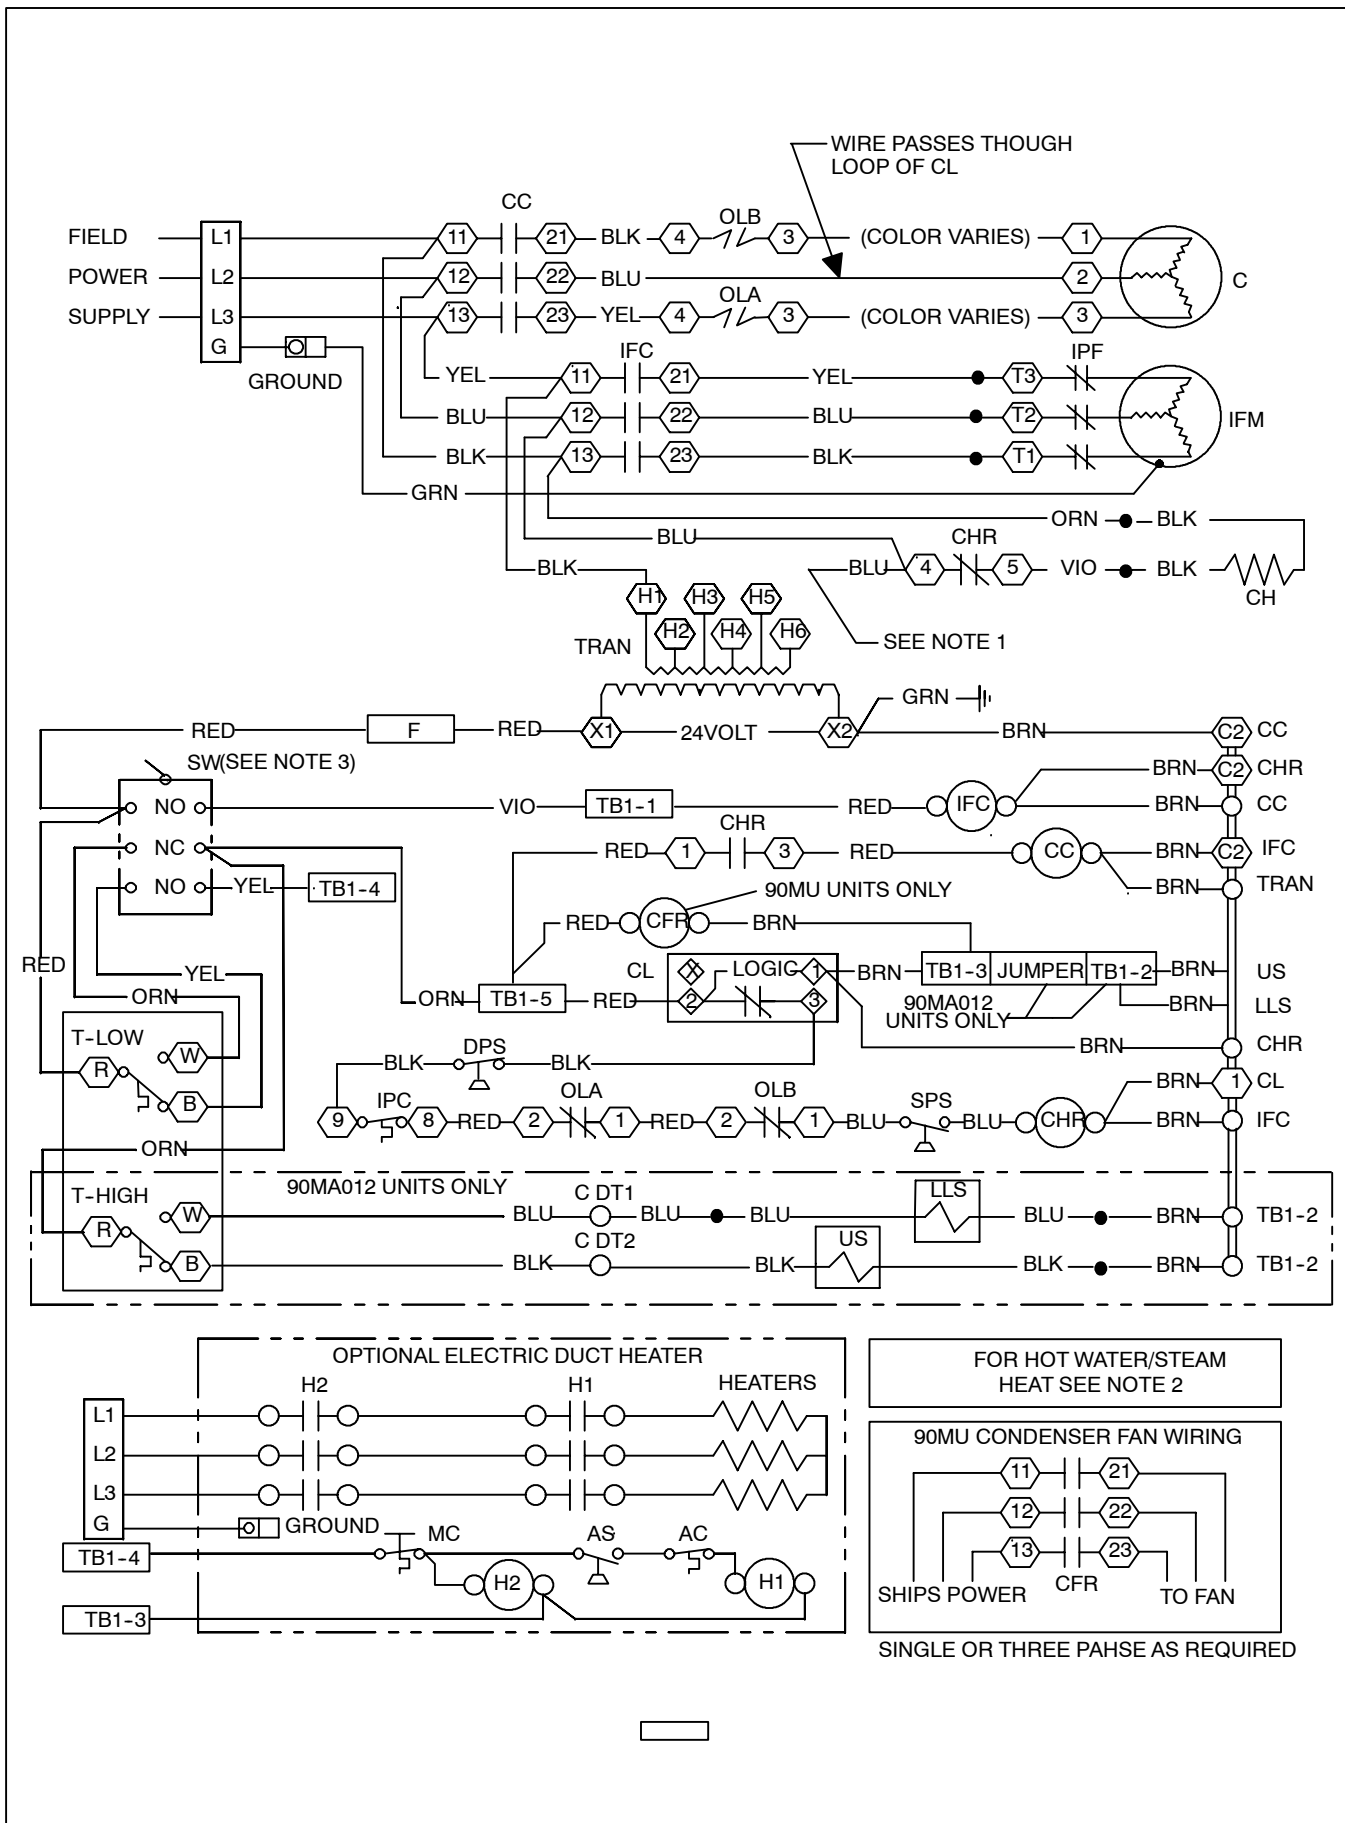 WIRE PASSES THOUGH
LOOP OF CL
CC
FIELD L1 11 21 BLK 4 OLB 3 (COLOR VARIES) 1
POWER L2 12 22 BLU 2 C
SUPPLY L3 13 23 YEL 4 OLA 3 (COLOR VARIES) 3
G
GROUND
IFC IPF
YEL 11 21 YEL T3
BLU 12 22 BLU T2 IFM
BLK 13 23 BLK T1
GRN
ORN BLK
BLU CHR
BLK BLU 4 5 VIO BLK
CH
H1 H3 H5
H2 H4 H6
TRAN
SEE NOTE 1
GRN
RED F RED X1 24VOLT X2 BRN C2 CC
SW(SEE NOTE 3)
BRN C2 CHR
NO VIO TB1-1 RED IFC BRN CC
CHR
NC RED 1 3 RED CC BRN C2 IFC
NO YEL TB1-4 BRN TRAN
90MU UNITS ONLY
RED CFR BRN
RED YEL CL X LOGIC 1 BRN TB1-3 JUMPER TB1-2 BRN US
ORN ORN TB1-5 RED 2 3 BRN LLS
90MA012
UNITS ONLY
T-LOW
W BRN CHR
R BLK DPS BLK
B BRN 1 CL
IPC OLA OLB SPS
9 8 RED 2 1 RED 2 1 BLU BLU CHR BRN IFC
ORN
90MA012 UNITS ONLY
T-HIGH
W BLU C DT1 BLU BLU LLS BLU BRN TB1-2
R
B BLK C DT2 BLK US BLK BRN TB1-2
OPTIONAL ELECTRIC DUCT HEATER
H2 H1 HEATERS
L1
L2
L3
G GROUND
TB1-4 MC AS AC
H2 H1
TB1-3
FOR HOT WATER/STEAM
HEAT SEE NOTE 2
90MU CONDENSER FAN WIRING
11 21
12 22
13 23
SHIPS POWER CFR TO FAN
SINGLE OR THREE PAHSE AS REQUIRED